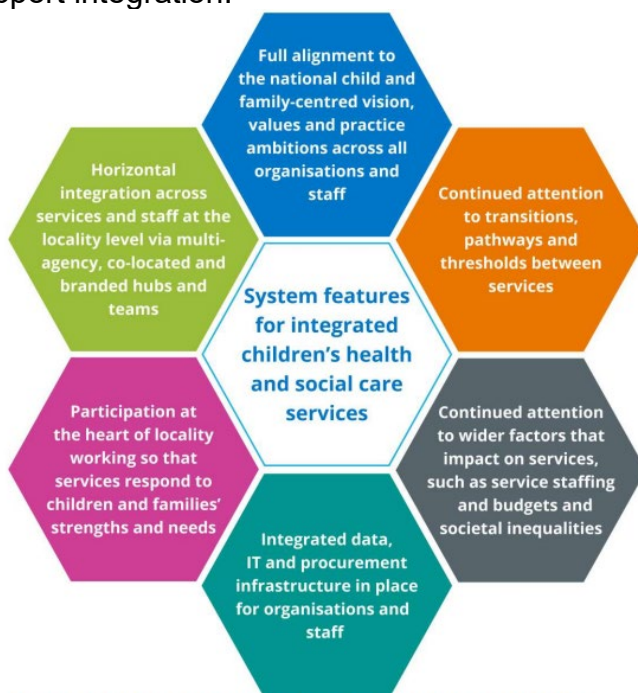 port integration.
Full alignment to
the national child and
family-centred vision,
values and practice
ambitions across all
organisations and
staff
Horizontal
integration across
services and staff at the
locality level via multi-
agency, co-located and
branded hubs and
teams
Continued attention
to transitions,
pathways and
thresholds between
services
System features
for integrated
children's health
and social care
services
Participation at
the heart of locality
working so that
services respond to
children and families'
strengths and needs
Continued attention
to wider factors that
impact on services,
such as service staffing
and budgets and
societal inequalities
Integrated data,
IT and procurement
infrastructure in place
for organisations and
staff